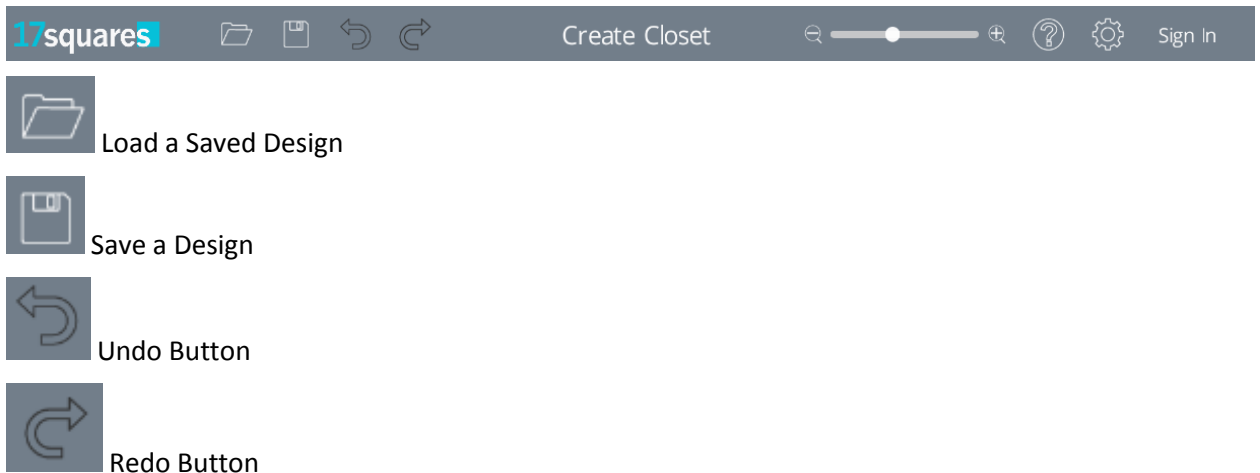 17squares Create Closet Sign In
Load a Saved Design
Save a Design
Undo Button
Redo Button